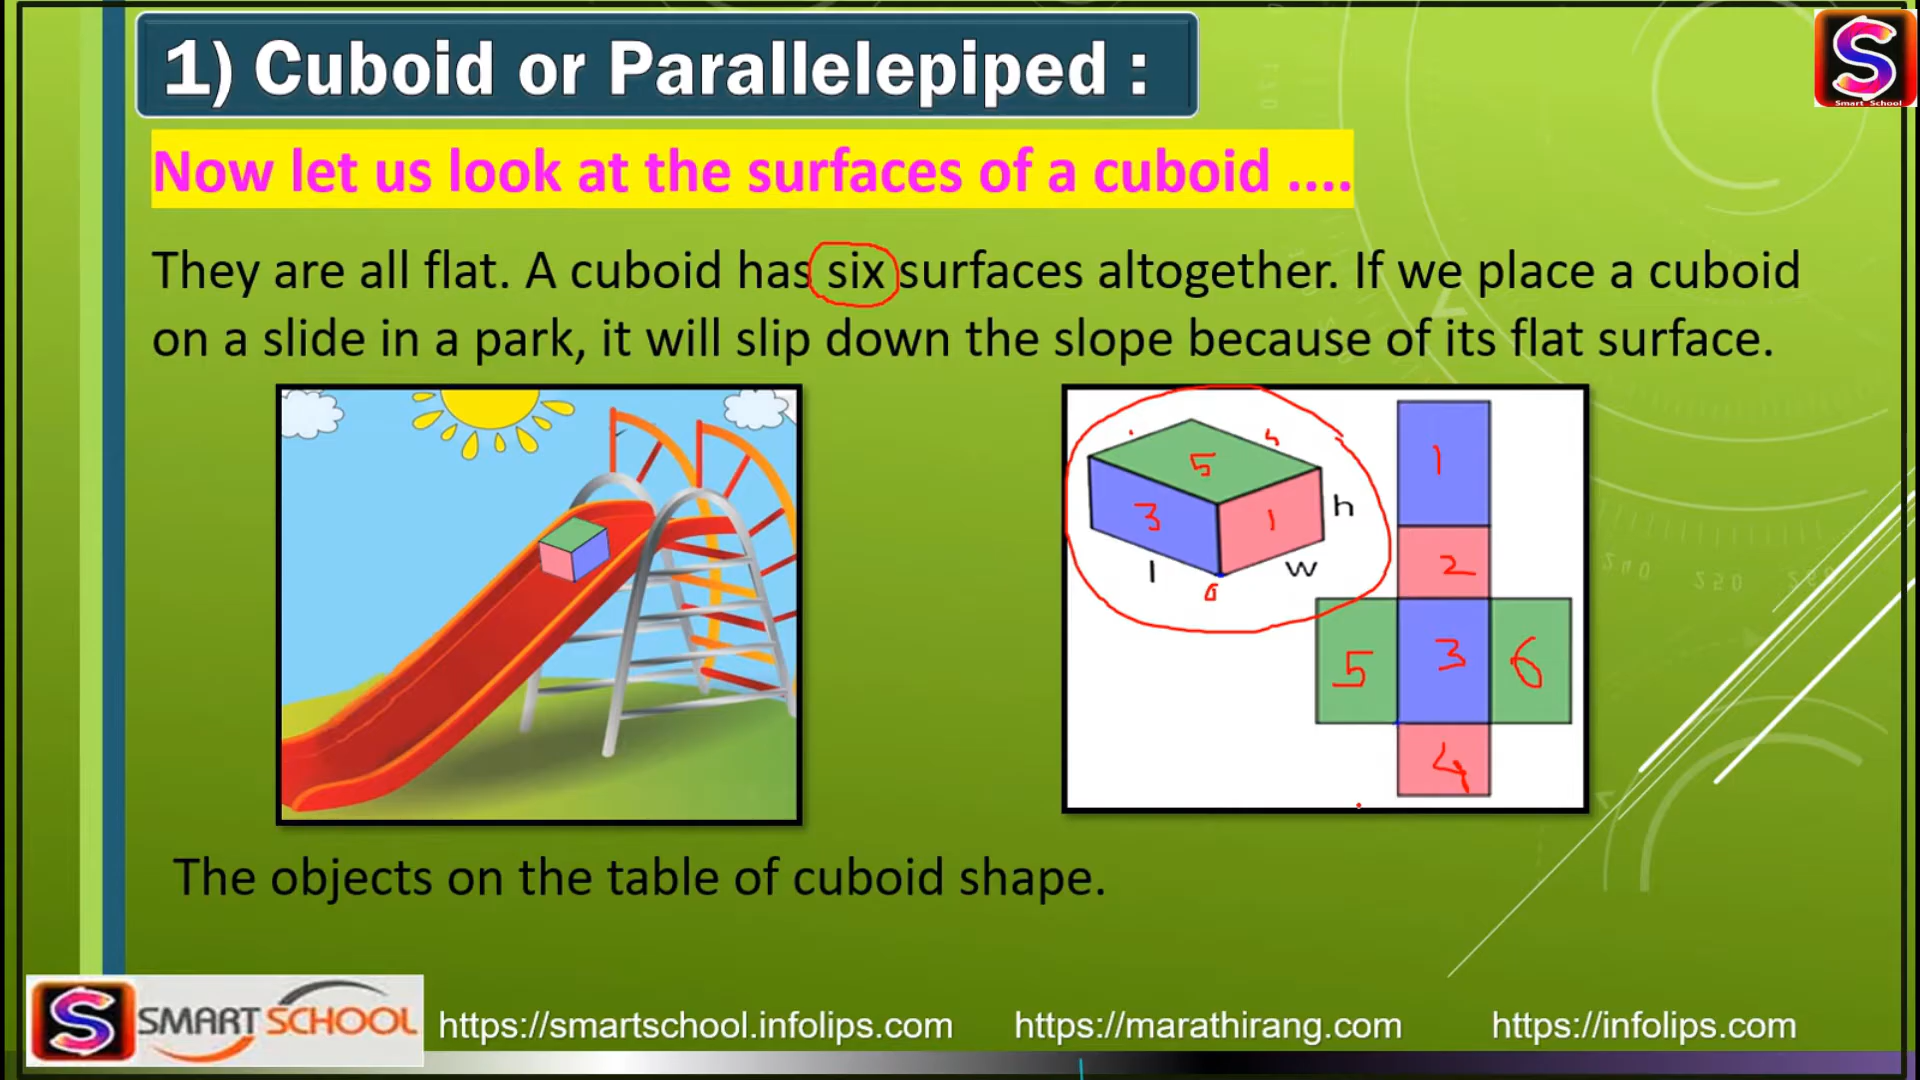 1) Cuboid or Parallelepiped :
S
Smart School
Now let us look at the surfaces of a cuboid ....
They are all flat. A cuboid has six surfaces altogether. If we place a cuboid
on a slide in a park, it will slip down the slope because of its flat surface.
5
3
1
h
l
w
1
2
5 3 6
4
The objects on the table of cuboid shape.
S SMART SCHOOL
https://smartschool.infolips.com https://marathirang.com https://infolips.com